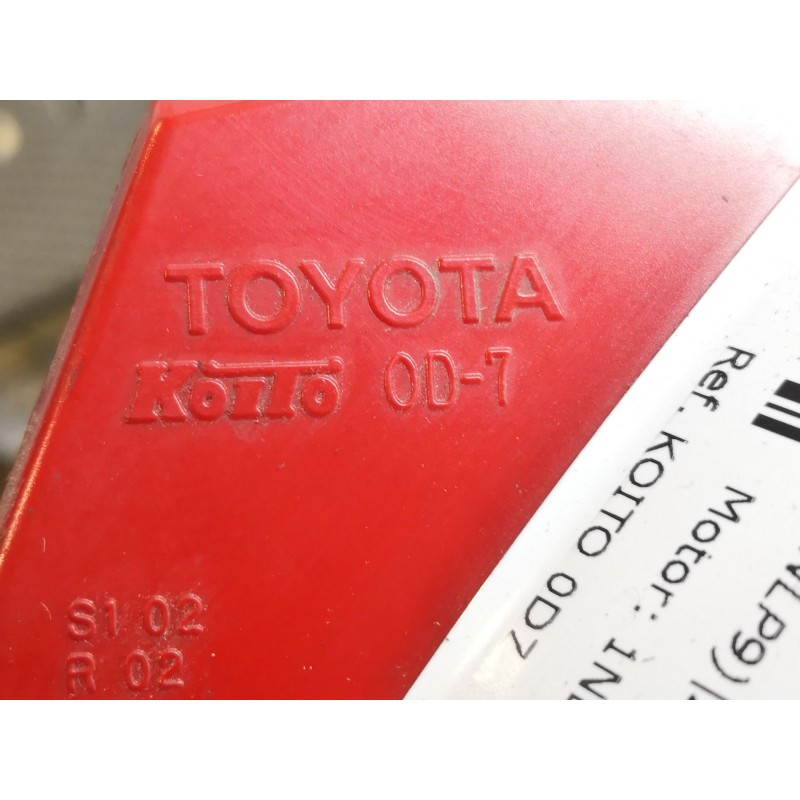 TOYOTA
KOITO 0D-7
S1 02
R 02
Motor: 1N
Ref. KOITO 0D7